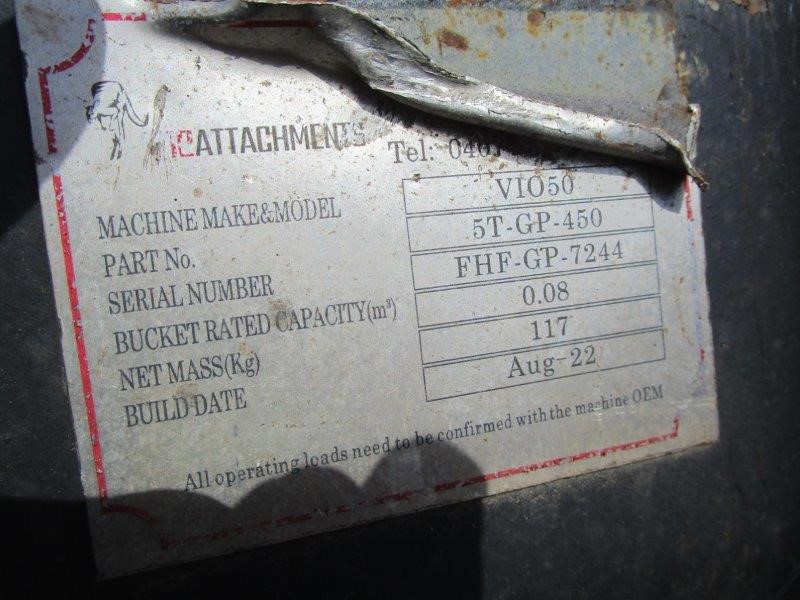 ATTACHMENTS
Tel:
MACHINE MAKE&MODEL VIO50
PART No. 5T-GP-450
SERIAL NUMBER FHF-GP-7244
BUCKET RATED CAPACITY(m³) 0.08
NET MASS(Kg) 117
BUILD DATE Aug-22
All operating loads need to be confirmed with the machine OEM